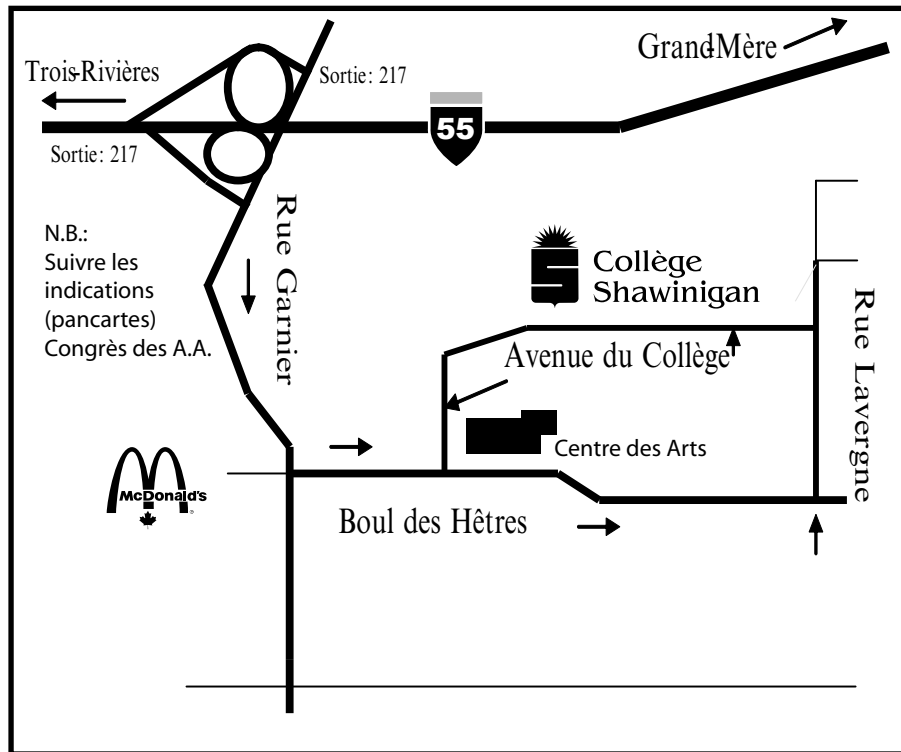 Grand-Mère
Trois-Rivières
Sortie: 217
55
Sortie: 217
Rue Garnier
N.B.:
Suivre les
indications
(pancartes)
Congrès des A.A.
Collège
Shawinigan
Rue Lavergne
Avenue du Collège
Centre des Arts
McDonald's
Boul des Hêtres